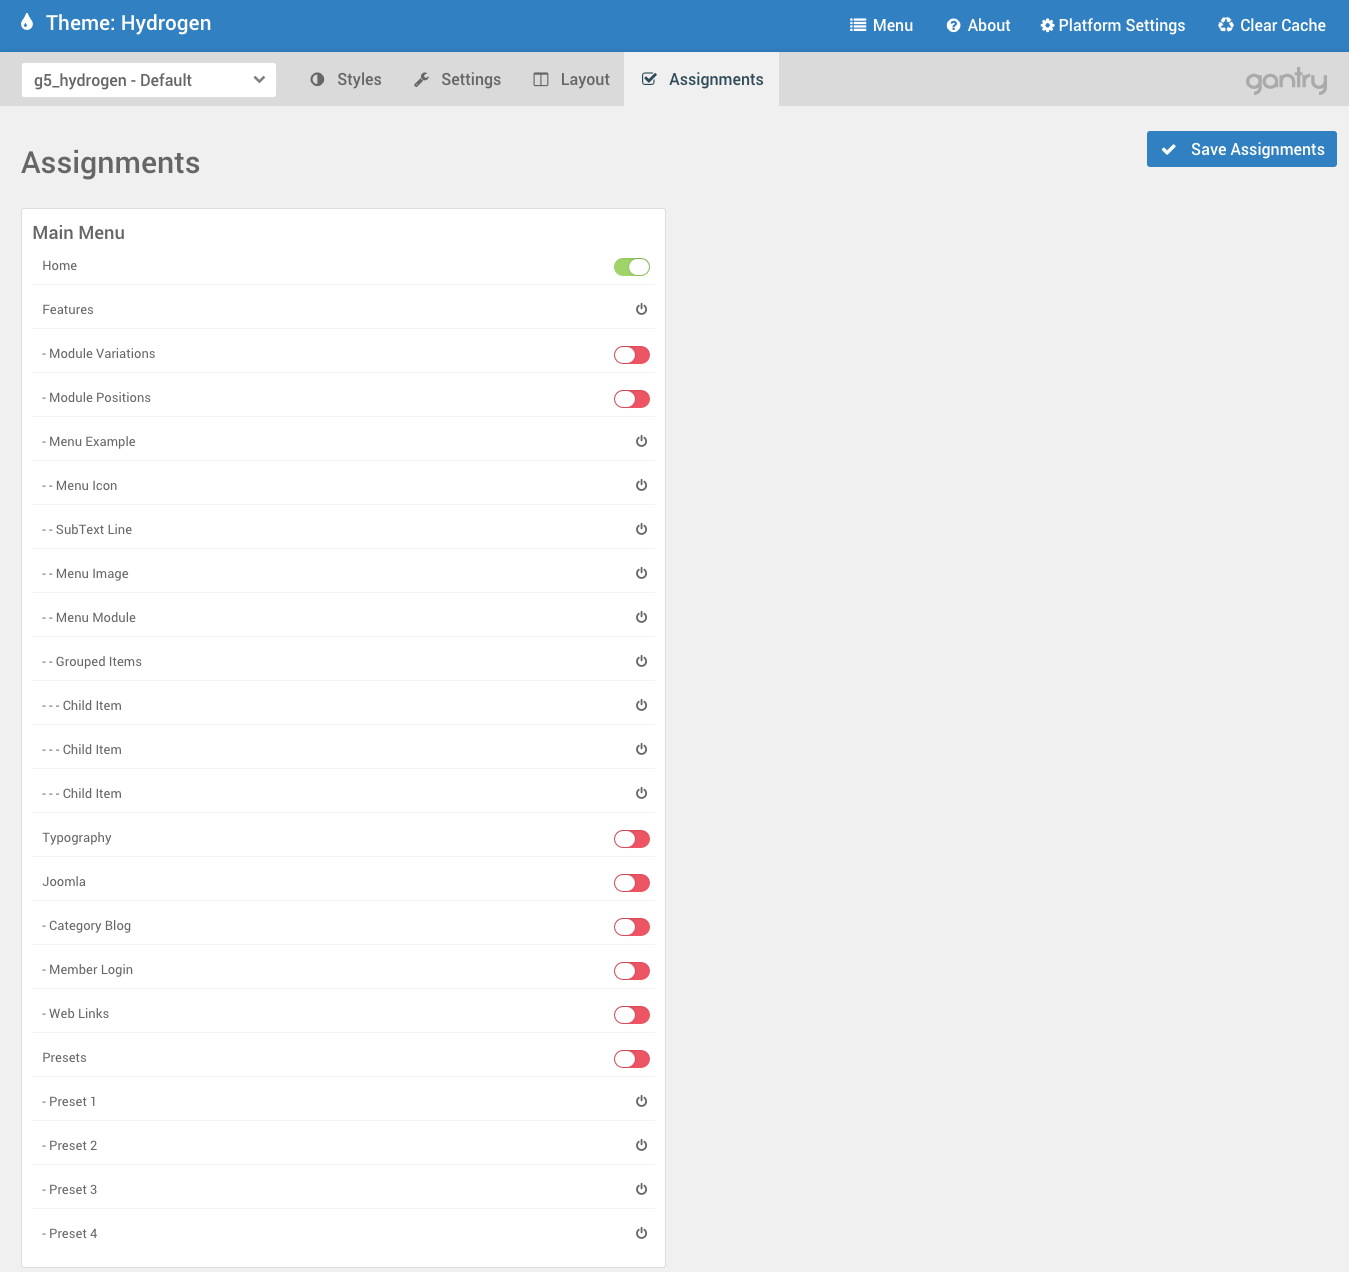 Theme: Hydrogen
Menu
About
Platform Settings
Clear Cache
g5_hydrogen - Default
Styles
Settings
Layout
Assignments
gantry
Assignments
Save Assignments
Main Menu
Home
Features
- Module Variations
- Module Positions
- Menu Example
- - Menu Icon
- - SubText Line
- - Menu Image
- - Menu Module
- - Grouped Items
- - - Child Item
- - - Child Item
- - - Child Item
Typography
Joomla
- Category Blog
- Member Login
- Web Links
Presets
- Preset 1
- Preset 2
- Preset 3
- Preset 4